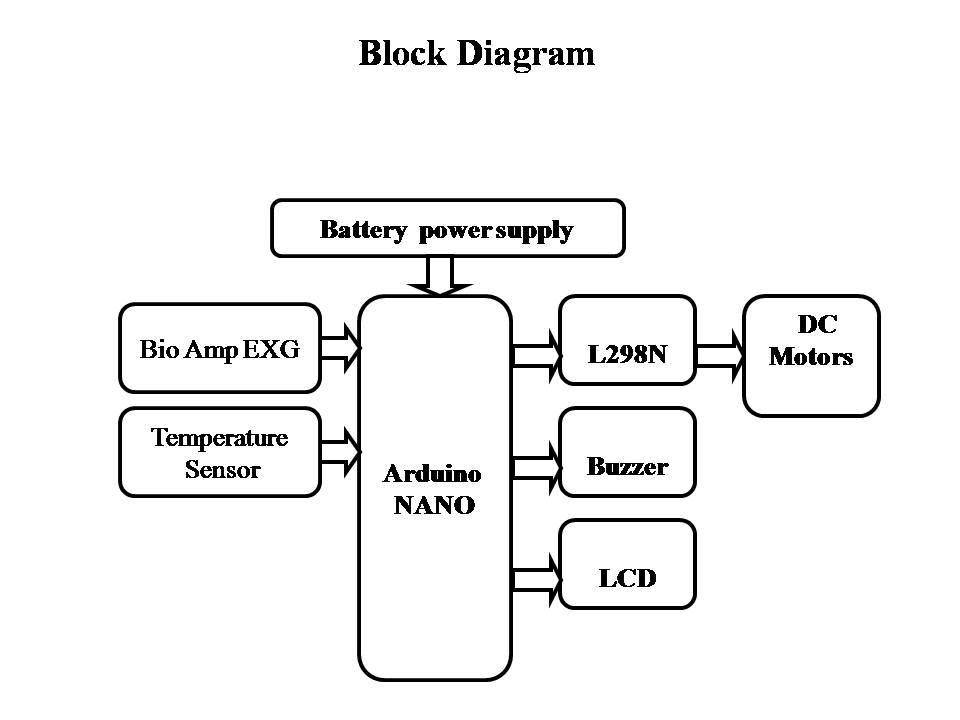 Block Diagram
Battery power supply
Bio Amp EXG
Temperature
Sensor
Arduino
NANO
L298N
DC
Motors
Buzzer
LCD